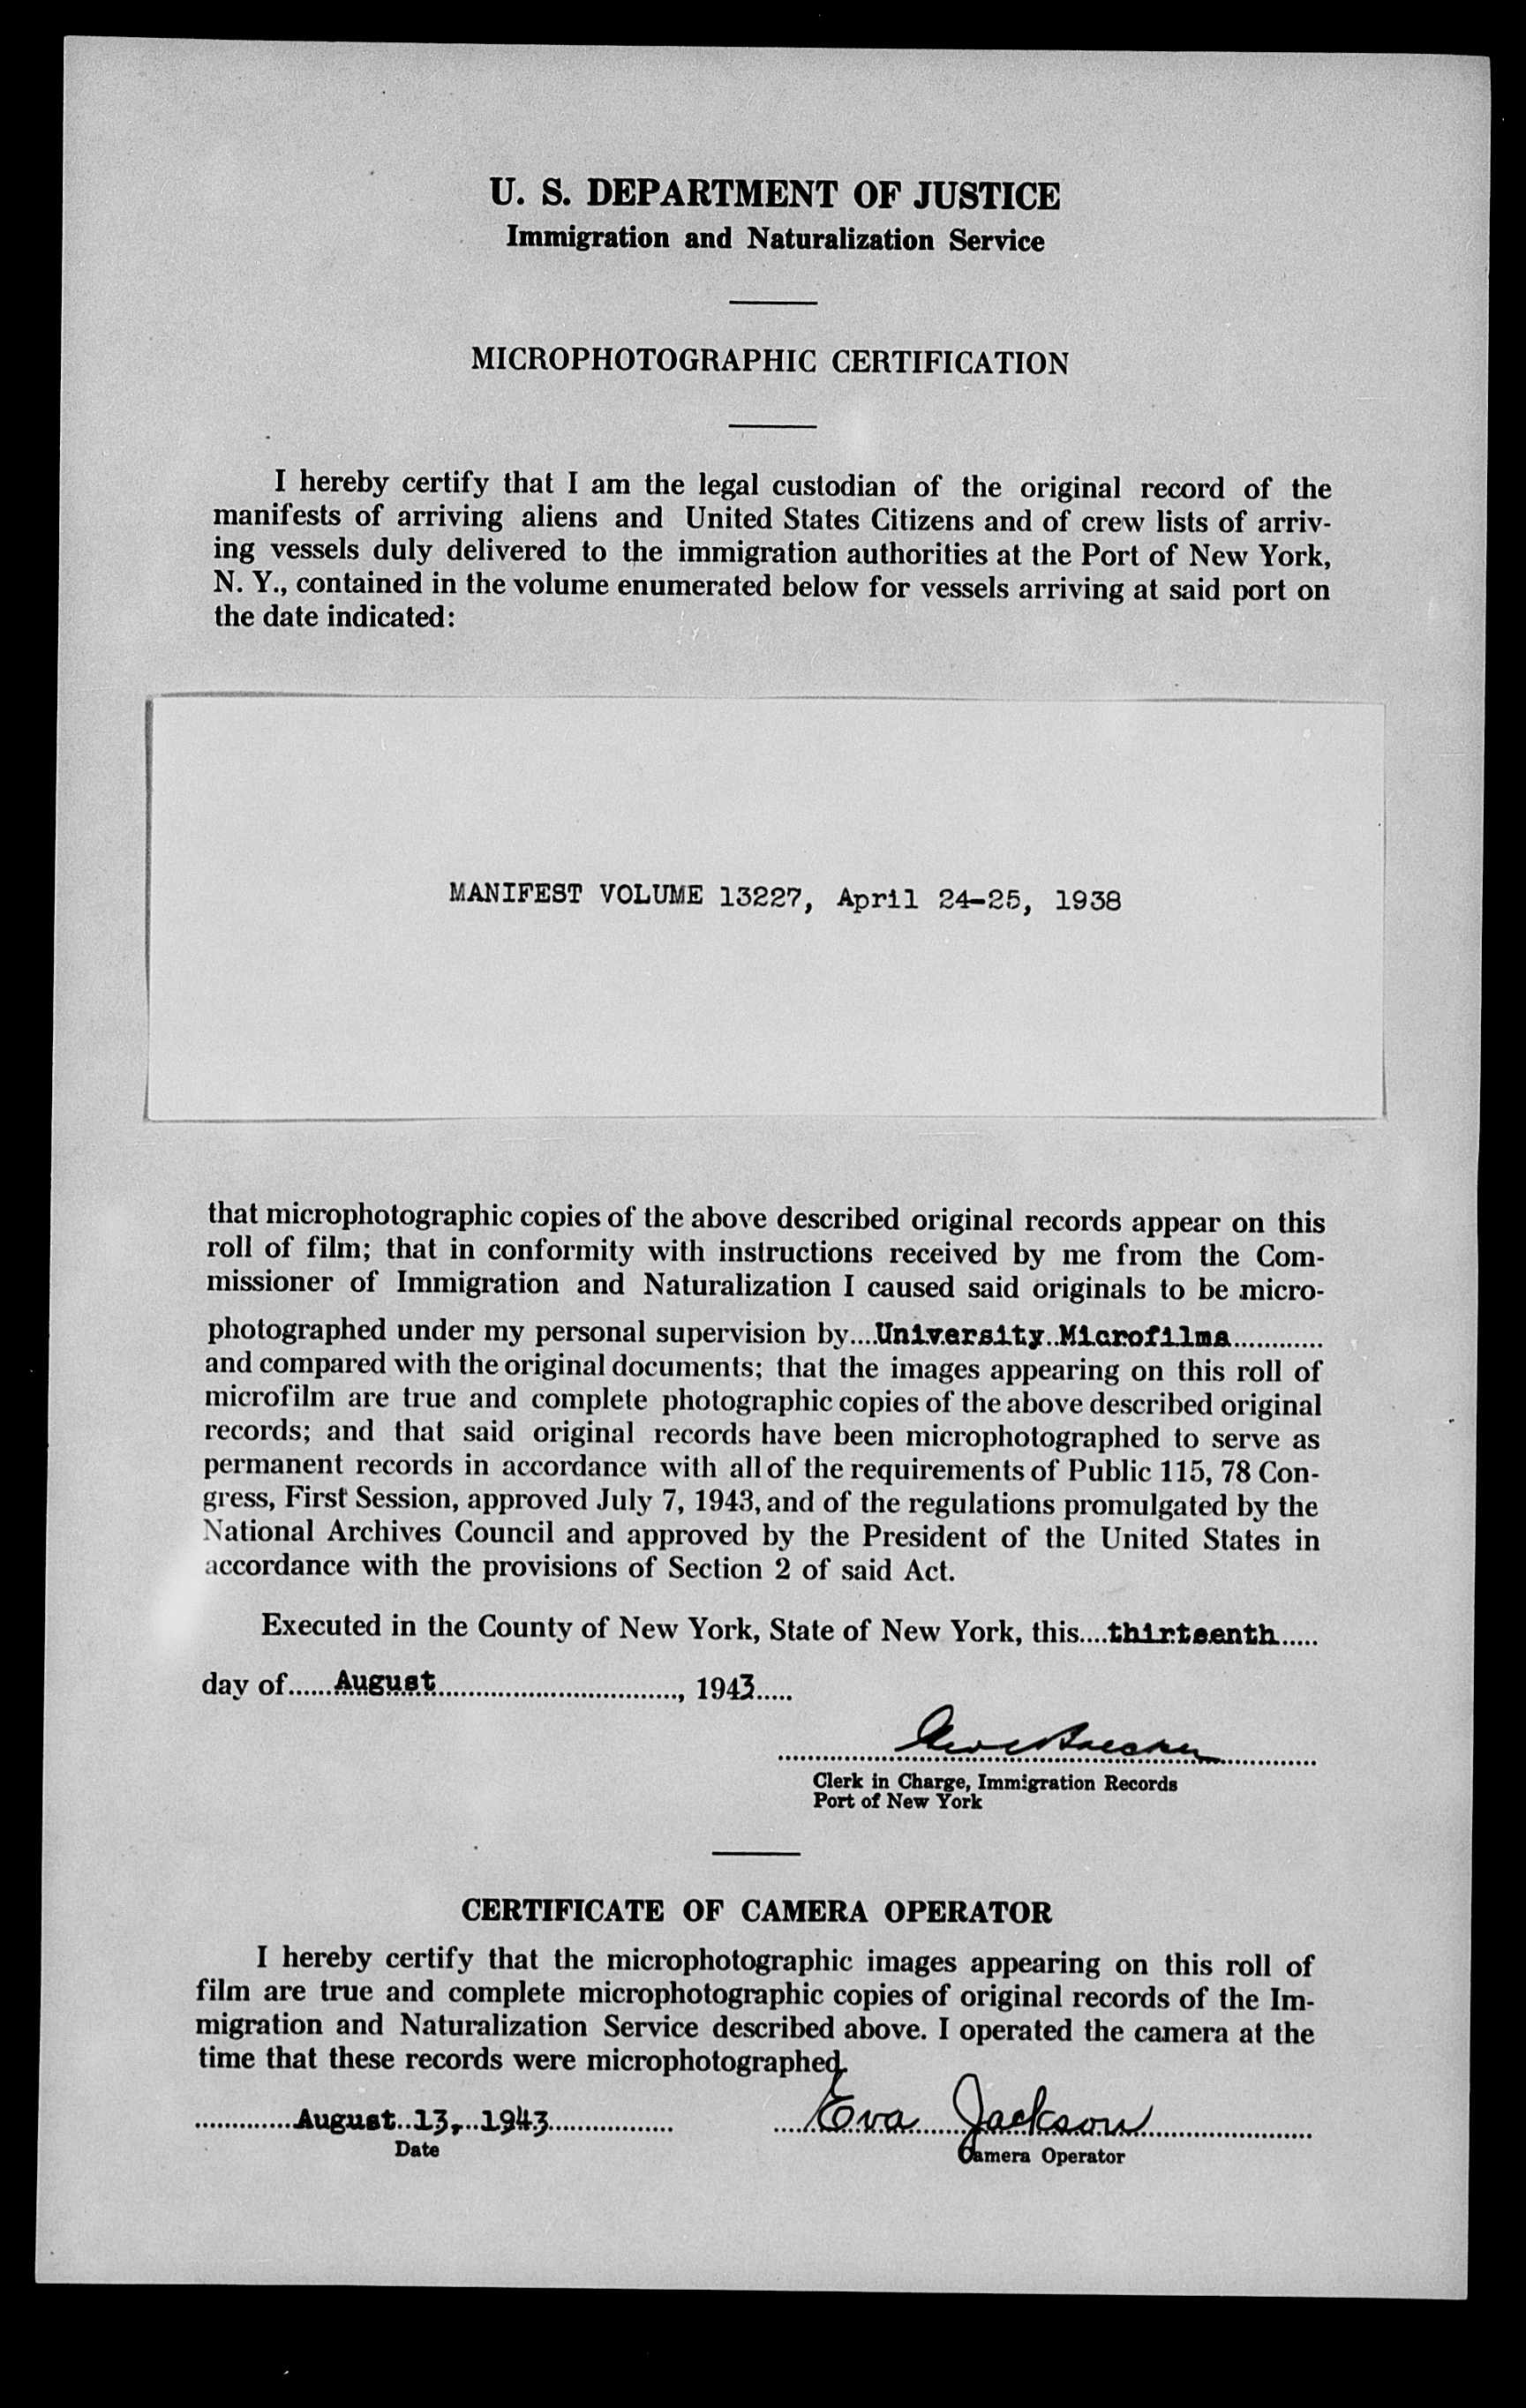 U. S. DEPARTMENT OF JUSTICE
Immigration and Naturalization Service
MICROPHOTOGRAPHIC CERTIFICATION
I hereby certify that I am the legal custodian of the original record of the
manifests of arriving aliens and United States Citizens and of crew lists of arriv-
ing vessels duly delivered to the immigration authorities at the Port of New York,
N. Y., contained in the volume enumerated below for vessels arriving at said port on
the date indicated:
MANIFEST VOLUME 13227, April 24-25, 1938
that microphotographic copies of the above described original records appear on this
roll of film; that in conformity with instructions received by me from the Com-
missioner of Immigration and Naturalization I caused said originals to be micro-
photographed under my personal supervision by....University Microfilms............
and compared with the original documents; that the images appearing on this roll of
microfilm are true and complete photographic copies of the above described original
records; and that said original records have been microphotographed to serve as
permanent records in accordance with all of the requirements of Public 115, 78 Con-
gress, First Session, approved July 7, 1943, and of the regulations promulgated by the
National Archives Council and approved by the President of the United States in
accordance with the provisions of Section 2 of said Act.
Executed in the County of New York, State of New York, this....thirteenth.....
day of......August................................, 1943.....
Clerk in Charge, Immigration Records
Port of New York
CERTIFICATE OF CAMERA OPERATOR
I hereby certify that the microphotographic images appearing on this roll of
film are true and complete microphotographic copies of original records of the Im-
migration and Naturalization Service described above. I operated the camera at the
time that these records were microphotographed.
.............August 13, 1943................ Eva Jackson
Date Camera Operator